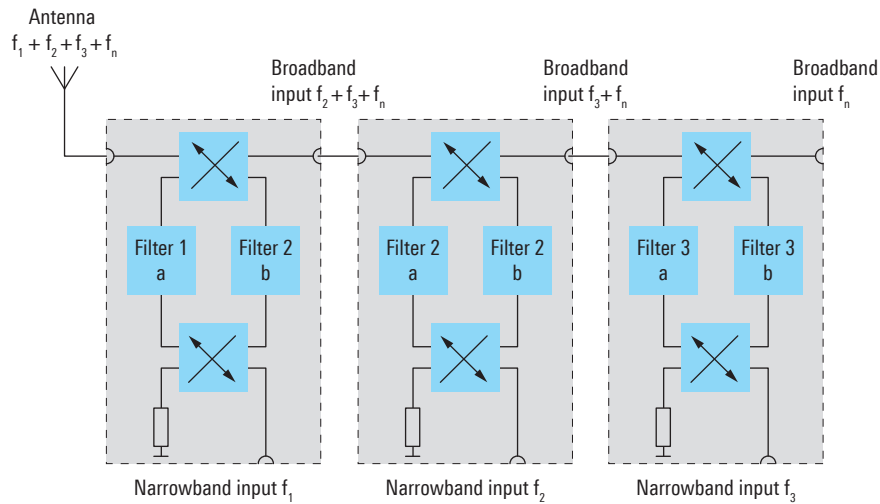 Antenna
f₁ + f₂ + f₃ + fₙ
Broadband
input f₂ + f₃ + fₙ
Broadband
input f₃ + fₙ
Broadband
input fₙ
Filter 1
a
Filter 2
b
Filter 2
a
Filter 2
b
Filter 3
a
Filter 3
b
Narrowband input f₁
Narrowband input f₂
Narrowband input f₃